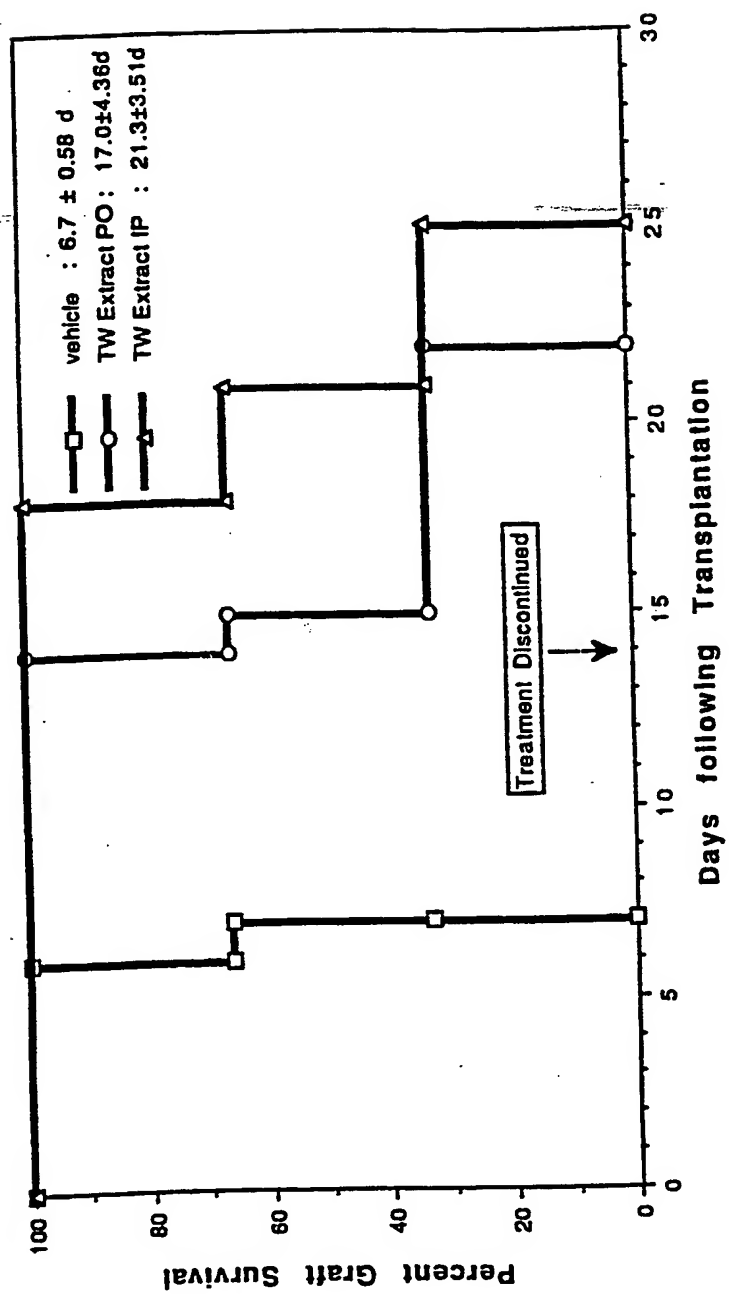 vehicle : 6.7 ± 0.58 d
TW Extract PO : 17.0±4.36d
TW Extract IP : 21.3±3.51d
Treatment Discontinued
Percent Graft Survival
100
80
60
40
20
0
0
5
10
15
20
25
30
Days following Transplantation